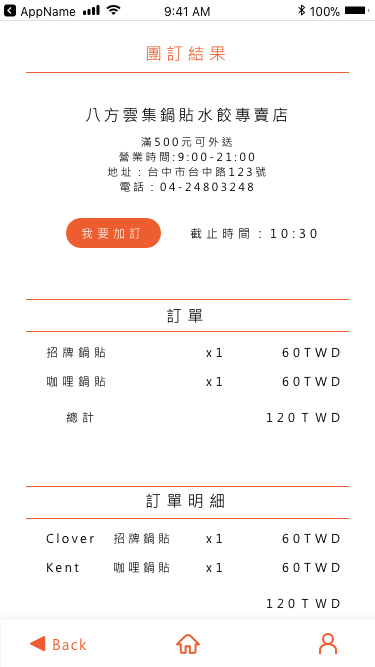 AppName 9:41 AM 100%
團訂結果
八方雲集鍋貼水餃專賣店
滿500元可外送
營業時間:9:00-21:00
地址：台中市台中路123號
電話：04-24803248
我要加訂 截止時間：10:30
訂單
招牌鍋貼 x1 60TWD
咖哩鍋貼 x1 60TWD
總計 120TWD
訂單明細
Clover 招牌鍋貼 x1 60TWD
Kent 咖哩鍋貼 x1 60TWD
120TWD
Back